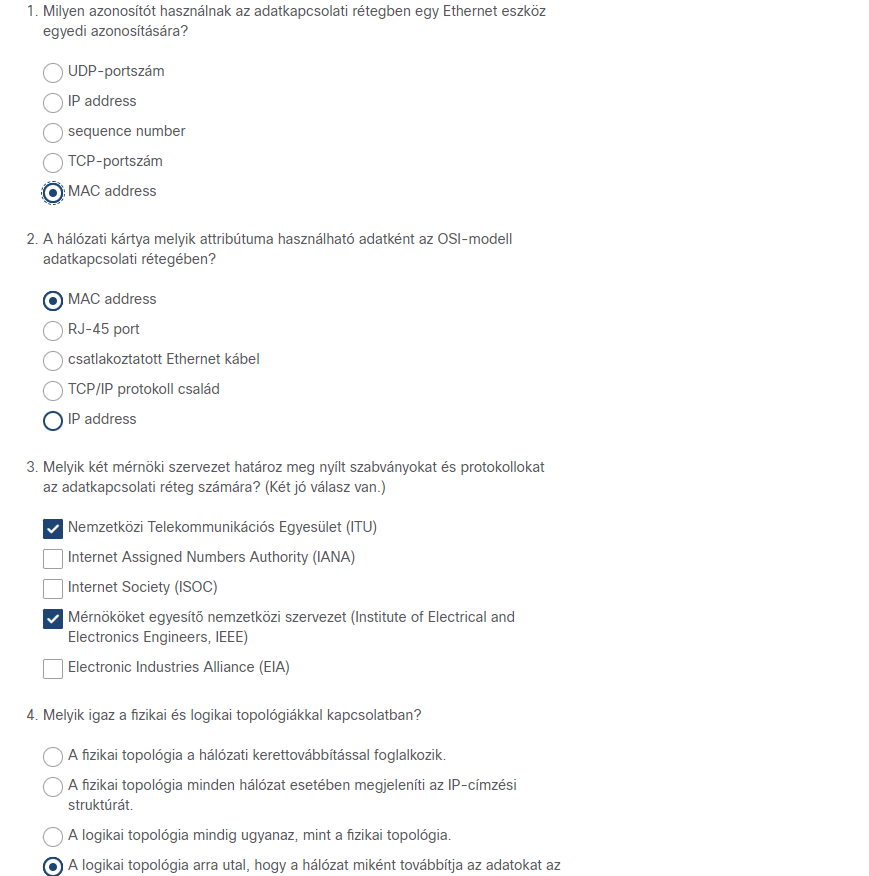 1. Milyen azonosítót használnak az adatkapcsolati rétegben egy Ethernet eszköz
egyedi azonosítására?
UDP-portszám
IP address
sequence number
TCP-portszám
MAC address
2. A hálózati kártya melyik attribútuma használható adatként az OSI-modell
adatkapcsolati rétegében?
MAC address
RJ-45 port
csatlakoztatott Ethernet kábel
TCP/IP protokoll család
IP address
3. Melyik két mérnöki szervezet határoz meg nyílt szabványokat és protokollokat
az adatkapcsolati réteg számára? (Két jó válasz van.)
Nemzetközi Telekommunikációs Egyesület (ITU)
Internet Assigned Numbers Authority (IANA)
Internet Society (ISOC)
Mérnököket egyesítő nemzetközi szervezet (Institute of Electrical and
Electronics Engineers, IEEE)
Electronic Industries Alliance (EIA)
4. Melyik igaz a fizikai és logikai topológiákkal kapcsolatban?
A fizikai topológia a hálózati kerettovábbítással foglalkozik.
A fizikai topológia minden hálózat esetében megjeleníti az IP-címzési
struktúrát.
A logikai topológia mindig ugyanaz, mint a fizikai topológia.
A logikai topológia arra utal, hogy a hálózat miként továbbítja az adatokat az